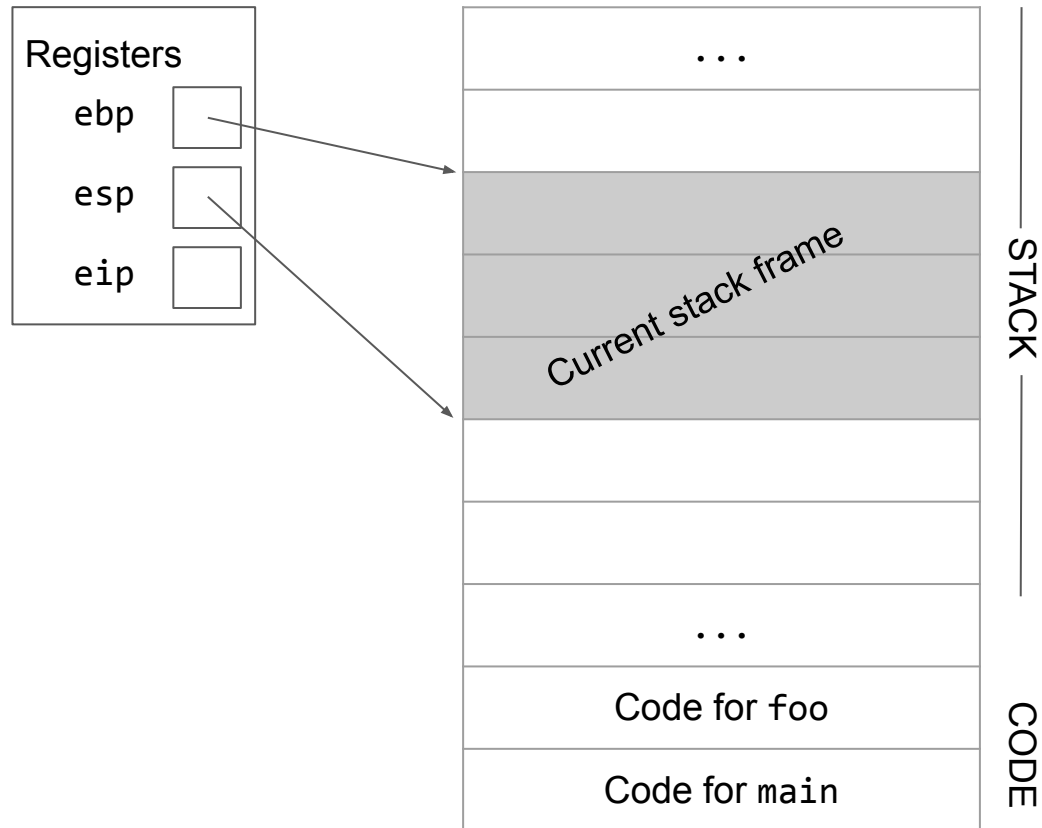 Registers
ebp
esp
eip
...
Current stack frame
...
Code for foo
Code for main
STACK
CODE